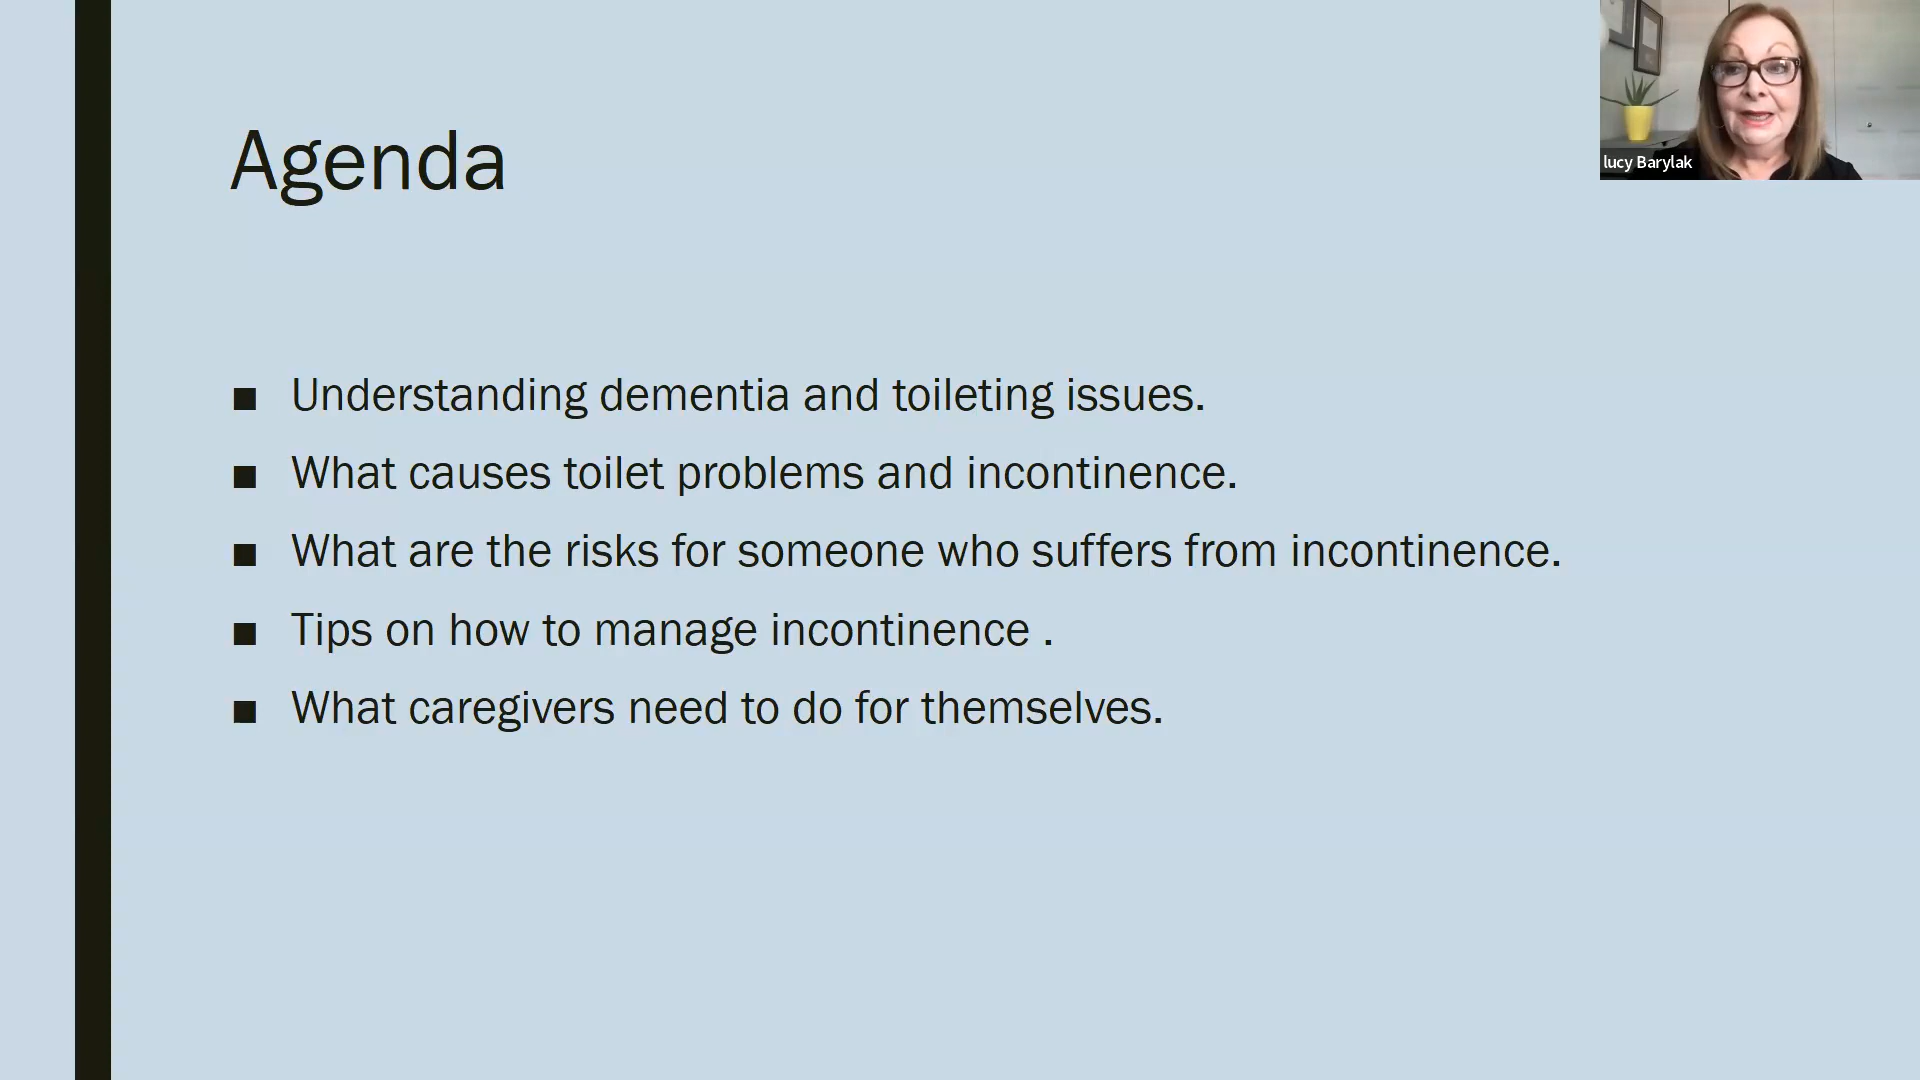 Agenda
lucy Barylak
■ Understanding dementia and toileting issues.
■ What causes toilet problems and incontinence.
■ What are the risks for someone who suffers from incontinence.
■ Tips on how to manage incontinence .
■ What caregivers need to do for themselves.